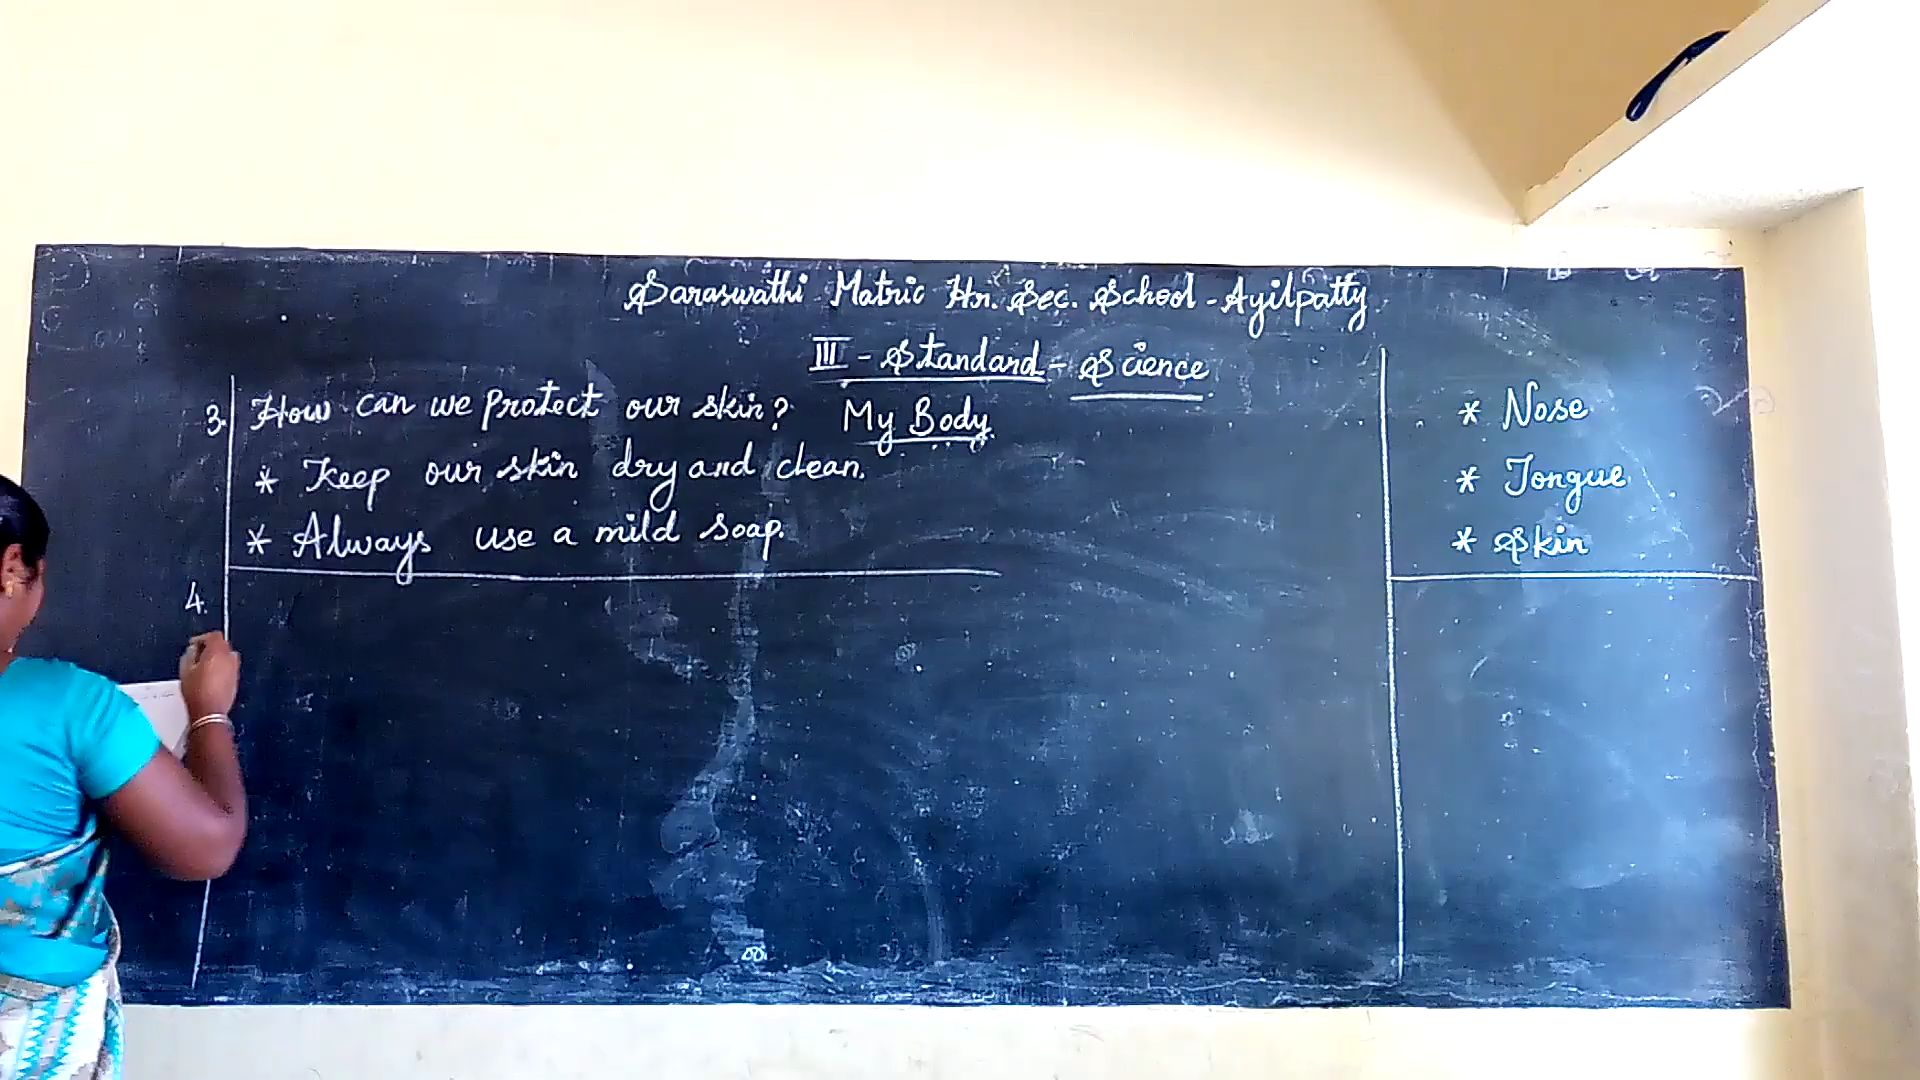 Saraswathi Matric Hr. Sec. School - Ayilpatty
III - Standard - Science
My Body
3. How can we protect our skin?
* Keep our skin dry and clean.
* Always use a mild soap.
4.
* Nose
* Tongue
* Skin